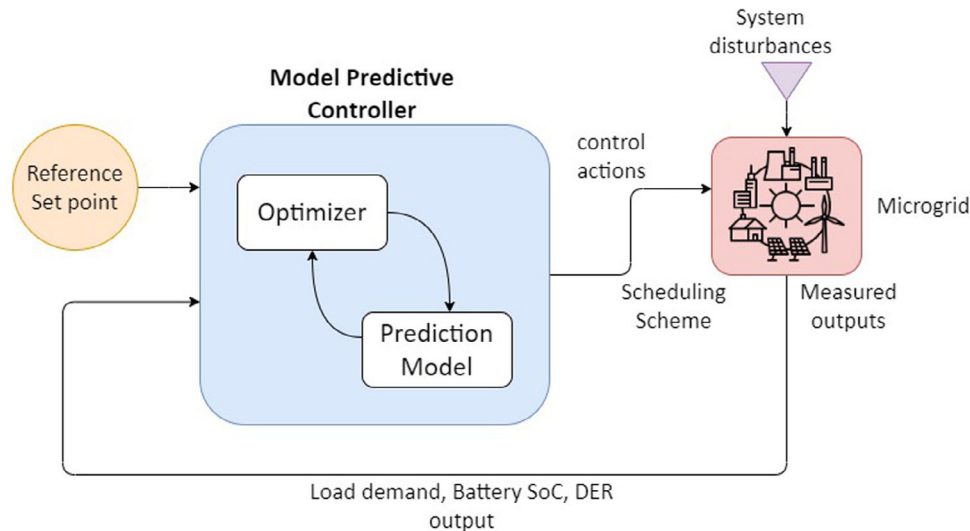 System
disturbances
Model Predictive
Controller
Reference
Set point
Optimizer
Prediction
Model
control
actions
Microgrid
Scheduling
Scheme
Measured
outputs
Load demand, Battery SoC, DER
output